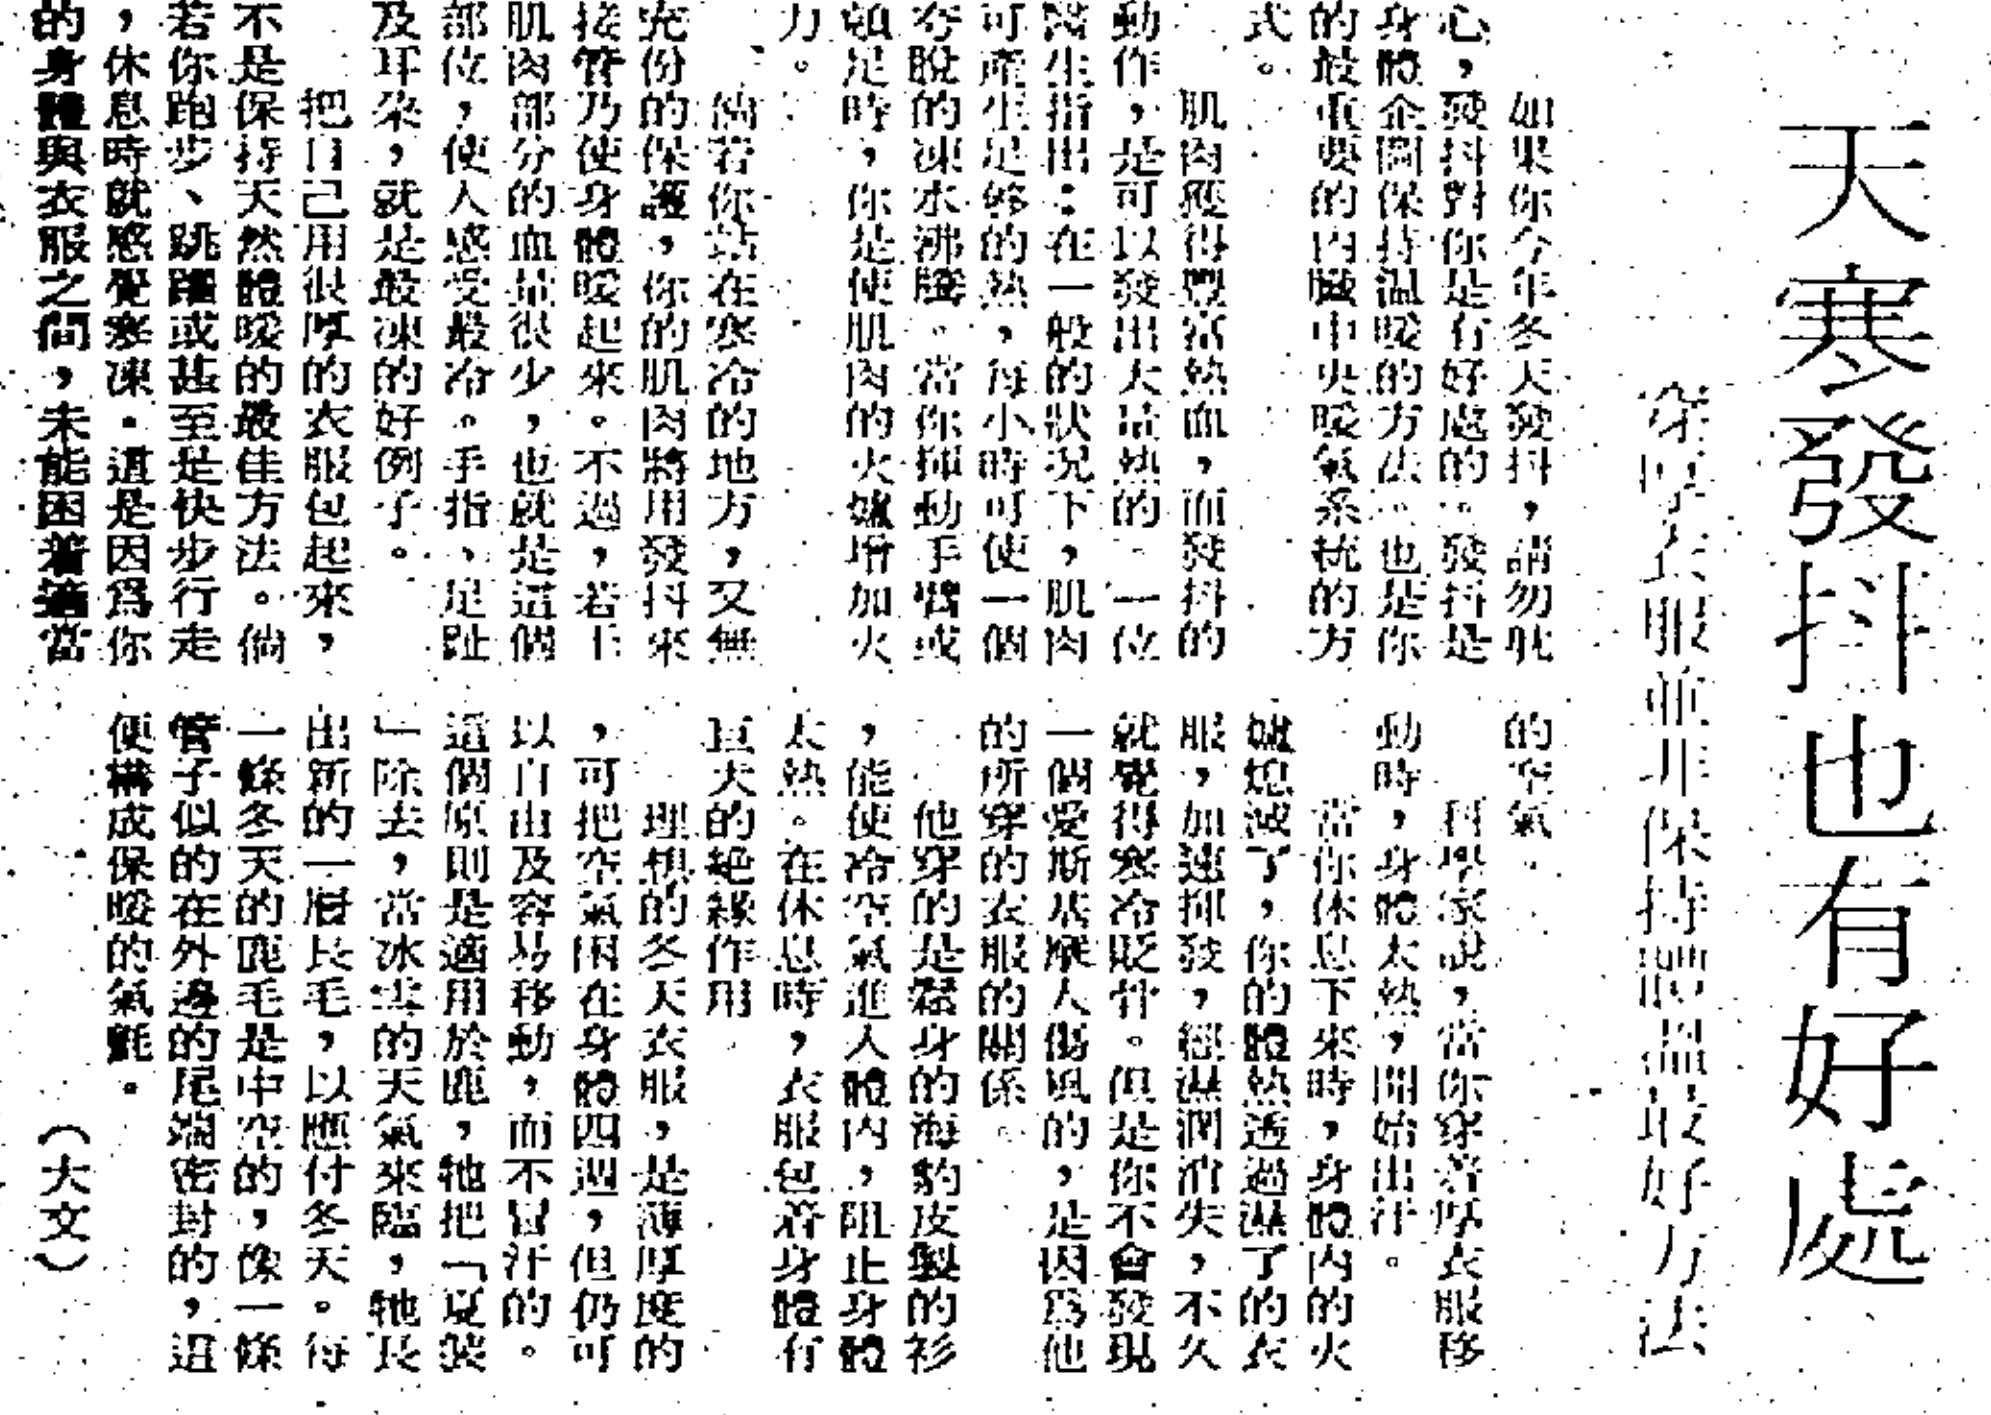 天寒發抖也有好處
穿厚衣服並非保持體溫最好方法
如果你今年冬天發抖，請勿耽
心，發抖對你是有好處的。發抖是
身體企圖保持温暖的方法。也是你
的最重要的內臟中央暖氣系統的方
式。
肌肉獲得豐富熱血，而發抖的
動作，是可以發出大量熱的。一位
醫生指出：在一般的狀况下，肌肉
可產生足够的熱，每小時可使一個
夸脫的凍水沸騰。當你揮動手臂或
頓足時，你是使肌肉的火爐增加火
力。
倘若你站在寒冷的地方，又無
充份的保護，你的肌肉將用發抖來
接管乃使身體暖起來。不過，若干
肌肉部分的血量很少，也就是這個
部位，使人感受最冷。手指、足趾
及耳朶，就是最凍的好例子。
把自己用很厚的衣服包起來，
不是保持天然體暖的最佳方法。倘
若你跑步、跳躍或甚至是快步行走
，休息時就感覺寒凍。這是因爲你
的身體與衣服之間，未能困着適當
的空氣。
科學家說，當你穿着厚衣服移
動時，身體太熱，開始出汗。
當你休息下來時，身體內的火
爐熄滅了，你的體熱透過濕了的衣
服，加速揮發，經濕潤消失，不久
就覺得寒冷貶骨。但是你不會發現
一個愛斯基厥人傷風的，是因爲他
的所穿的衣服的關係。
他穿的是鬆身的海豹皮製的衫
，能使冷空氣進入體內，阻止身體
太熱。在休息時，衣服包着身體有
巨大的絕緣作用
理想的冬天衣服，是薄厚度的
，可把空氣困在身體四週，但仍可
以自由及容易移動，而不冒汗的。
這個原則是適用於鹿，牠把「夏裝
」除去，當冰雪的天氣來臨，牠長
出新的一層長毛，以應付冬天。每
一條冬天的鹿毛是中空的，像一條
管子似的在外邊的尾端密封的，這
便構成保暖的氣氈。
（大文）